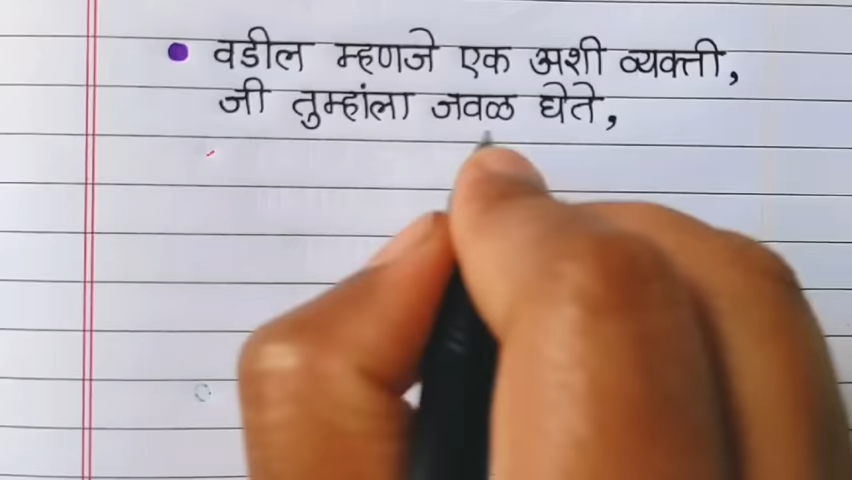 वडील म्हणजे एक अशी व्यक्ती,
जी तुम्हांला जवळ घेते,